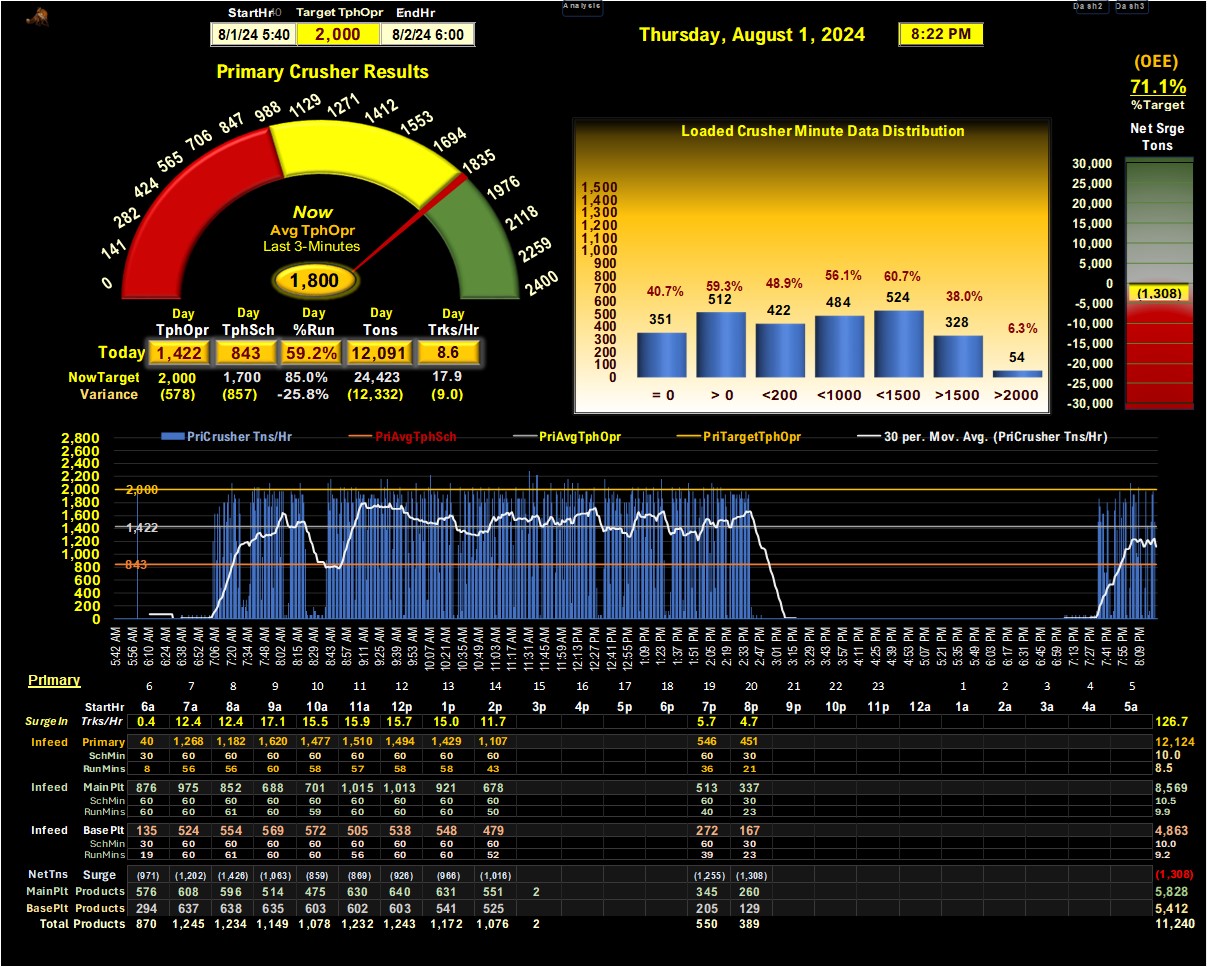 Analysis Dash2 Dash3
StartHr Target TphOpr EndHr
8/1/24 5:40 2,000 8/2/24 6:00
Thursday, August 1, 2024 8:22 PM
(OEE)
71.1%
%Target
Primary Crusher Results
0 141 282 424 565 706 847 988 1129 1271 1412 1553 1694 1835 1976 2118 2259 2400
Now
Avg TphOpr
Last 3-Minutes
1,800
Day Day Day Day Day
TphOpr TphSch %Run Tons Trks/Hr
Today 1,422 843 59.2% 12,091 8.6
NowTarget 2,000 1,700 85.0% 24,423 17.9
Variance (578) (857) -25.8% (12,332) (9.0)
Loaded Crusher Minute Data Distribution
1,500
1,400
1,300
1,200
1,100
1,000
900
800
700
600
500
400
300
200
100
0
40.7% 59.3% 48.9% 56.1% 60.7% 38.0% 6.3%
351 512 422 484 524 328 54
= 0 > 0 <200 <1000 <1500 >1500 >2000
Net Srge
Tons
30,000
25,000
20,000
15,000
10,000
5,000
0
(1,308)
-5,000
-10,000
-15,000
-20,000
-25,000
-30,000
PriCrusher Tns/Hr PriAvgTphSch PriAvgTphOpr PriTargetTphOpr 30 per. Mov. Avg. (PriCrusher Tns/Hr)
2,800
2,600
2,400
2,200
2,000
1,800
1,600
1,400
1,200
1,000
800
600
400
200
0
2,000
1,422
843
5:42 AM 5:56 AM 6:10 AM 6:24 AM 6:38 AM 6:52 AM 7:06 AM 7:20 AM 7:34 AM 7:48 AM 8:02 AM 8:15 AM 8:29 AM 8:43 AM 8:57 AM 9:11 AM 9:25 AM 9:39 AM 9:53 AM 10:07 AM 10:21 AM 10:35 AM 10:49 AM 11:03 AM 11:17 AM 11:31 AM 11:45 AM 11:59 AM 12:13 PM 12:27 PM 12:41 PM 12:55 PM 1:09 PM 1:23 PM 1:37 PM 1:51 PM 2:05 PM 2:19 PM 2:33 PM 2:47 PM 3:01 PM 3:15 PM 3:29 PM 3:43 PM 3:57 PM 4:11 PM 4:25 PM 4:39 PM 4:53 PM 5:07 PM 5:21 PM 5:35 PM 5:49 PM 6:03 PM 6:17 PM 6:31 PM 6:45 PM 6:59 PM 7:13 PM 7:27 PM 7:41 PM 7:55 PM 8:09 PM
Primary
6 7 8 9 10 11 12 13 14 15 16 17 18 19 20 21 22 23 1 2 3 4 5
StartHr 6a 7a 8a 9a 10a 11a 12p 1p 2p 3p 4p 5p 6p 7p 8p 9p 10p 11p 12a 1a 2a 3a 4a 5a
SurgeIn Trks/Hr 0.4 12.4 12.4 17.1 15.5 15.9 15.7 15.0 11.7 5.7 4.7 126.7
Infeed Primary 40 1,268 1,182 1,620 1,477 1,510 1,494 1,429 1,107 546 451 12,124
SchMin 30 60 60 60 60 60 60 60 60 60 30 10.0
RunMins 8 56 56 60 58 57 58 58 43 36 21 8.5
Infeed MainPlt 876 975 852 688 701 1,015 1,013 921 678 513 337 8,569
SchMin 60 60 60 60 60 60 60 60 60 60 30 10.5
RunMins 60 60 61 60 59 60 60 60 50 40 23 9.9
Infeed BasePlt 135 524 554 569 572 505 538 548 479 272 167 4,863
SchMin 30 60 60 60 60 60 60 60 60 60 30 10.0
RunMins 19 60 61 60 60 56 60 60 52 39 23 9.2
NetTns Surge (971) (1,202) (1,426) (1,063) (859) (869) (926) (966) (1,016) (1,255) (1,308) (1,308)
MainPlt Products 576 608 596 514 475 630 640 631 551 2 345 260 5,828
BasePlt Products 294 637 638 635 603 602 603 541 525 205 129 5,412
Total Products 870 1,245 1,234 1,149 1,078 1,232 1,243 1,172 1,076 2 550 389 11,240